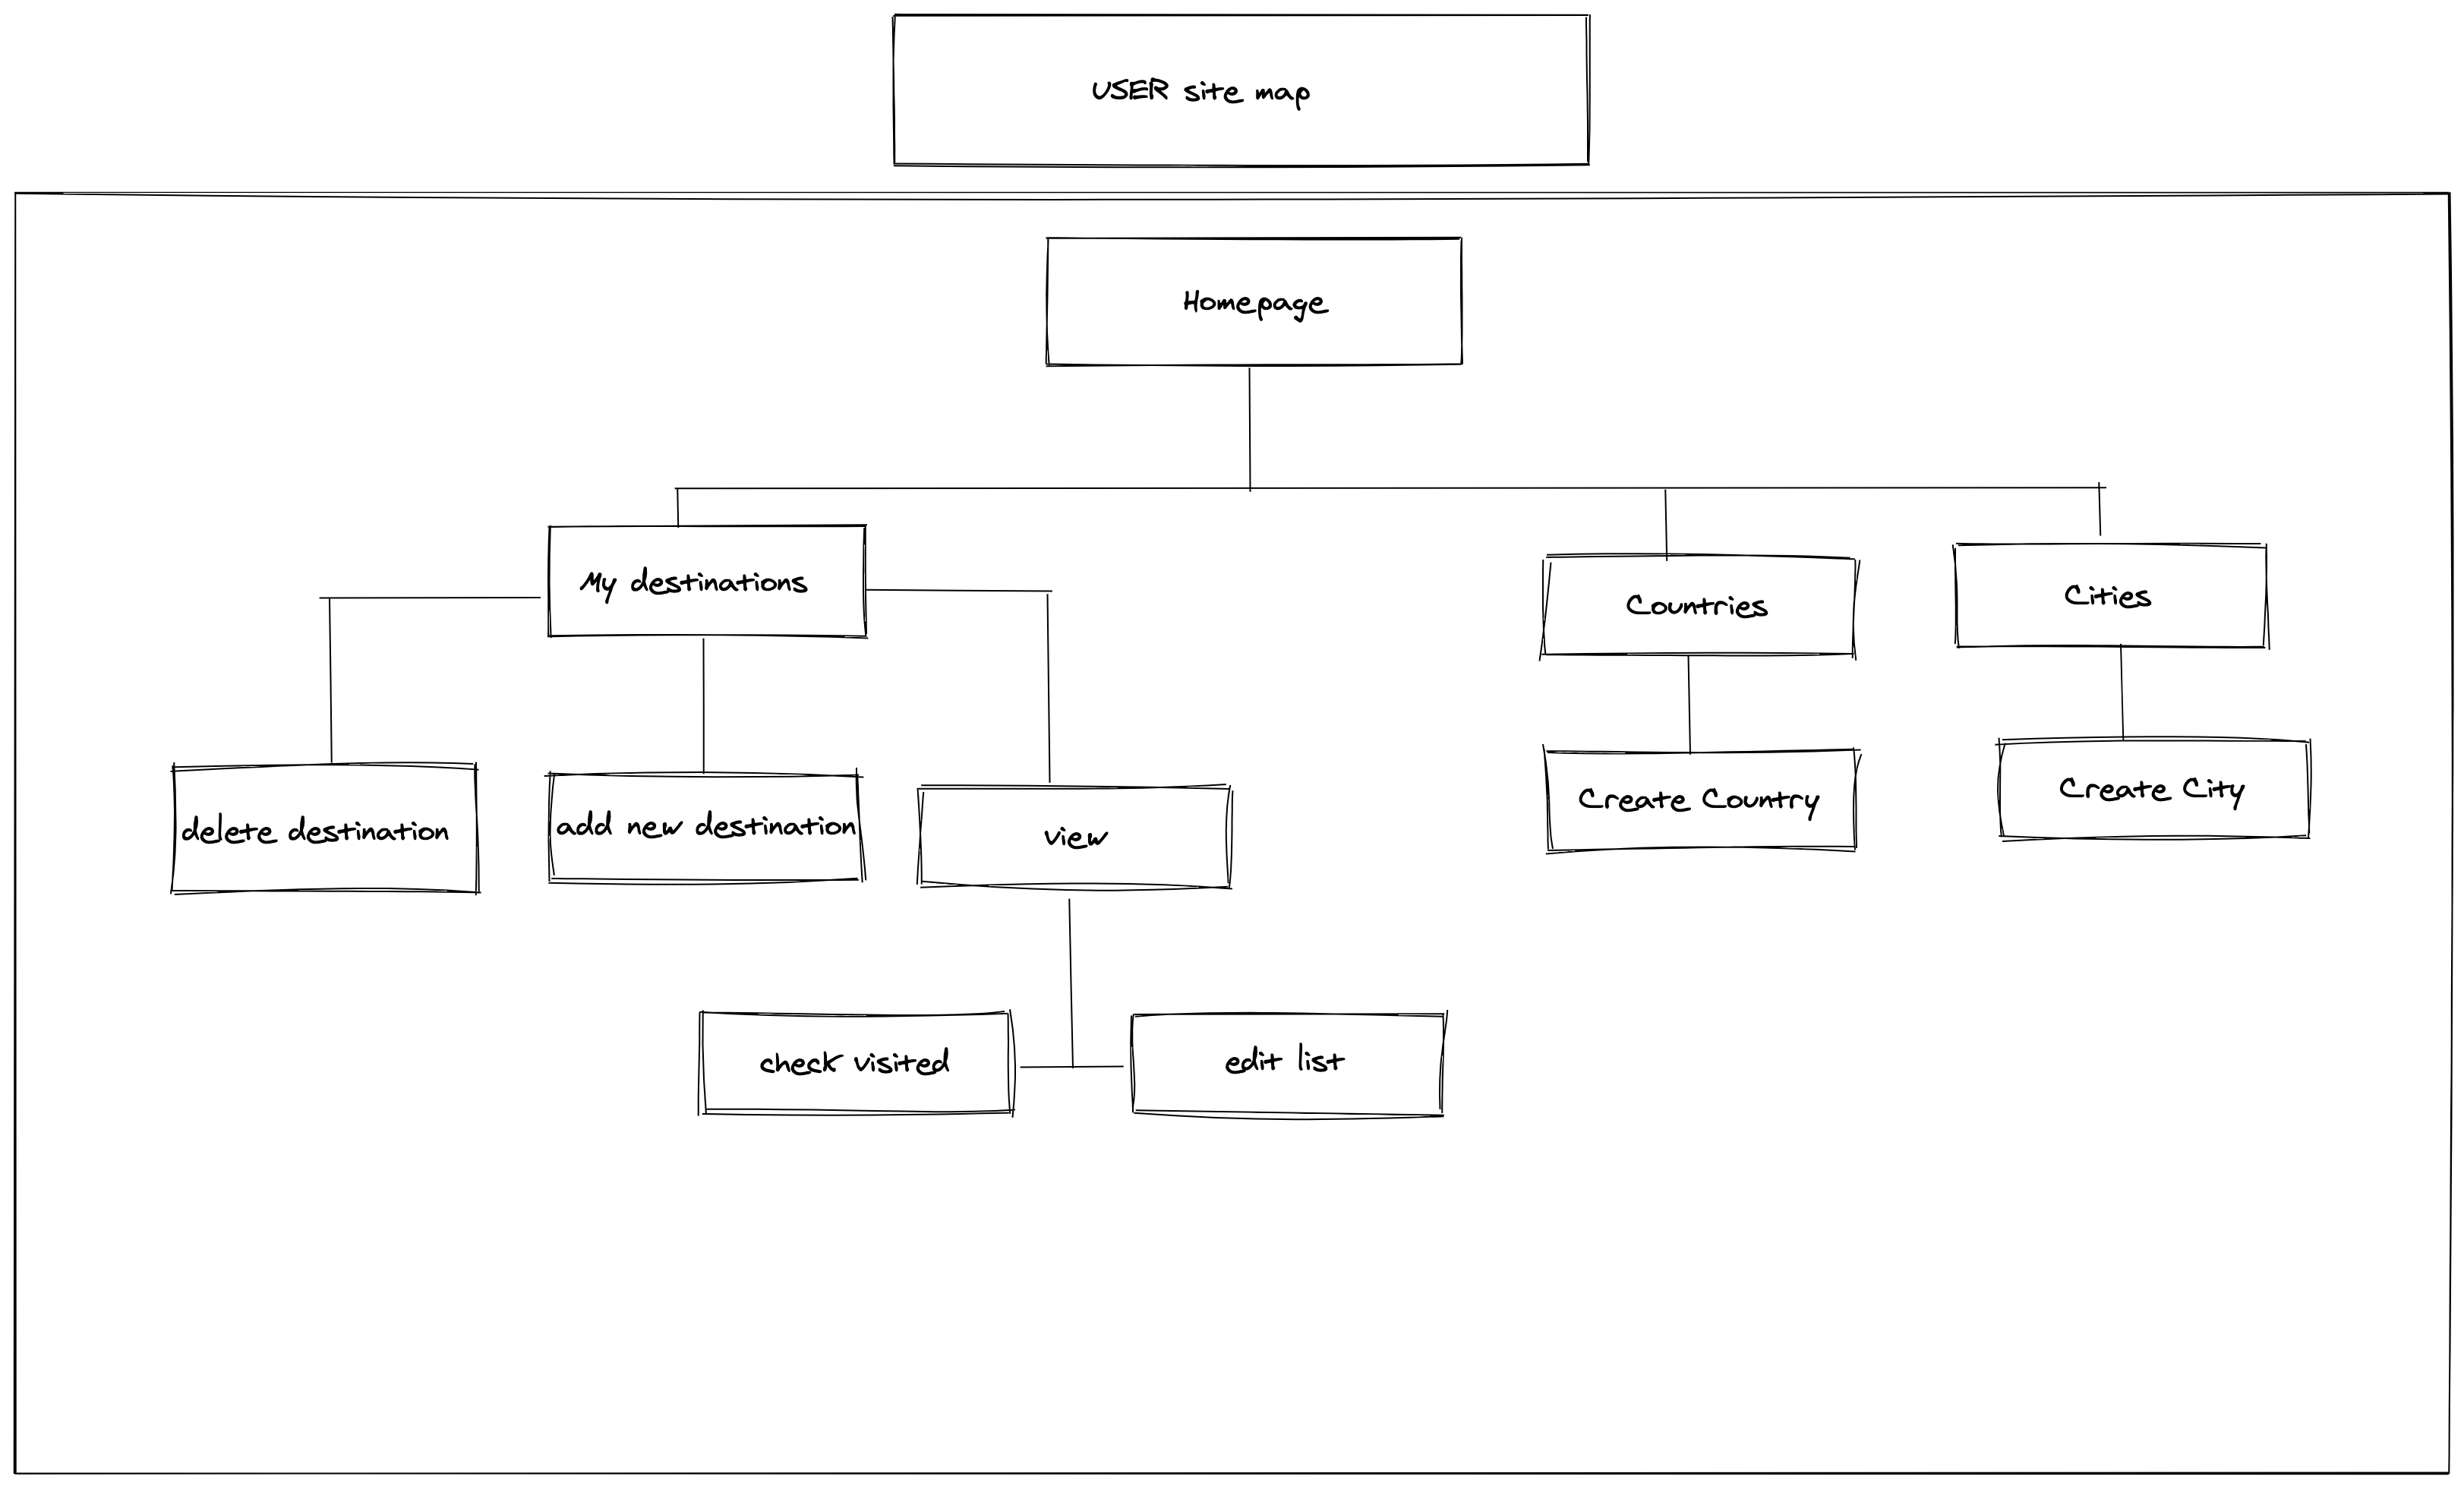 USER site map
Homepage
My destinations
Countries
Cities
delete destination
add new destination
view
Create Country
Create City
check visited
edit list